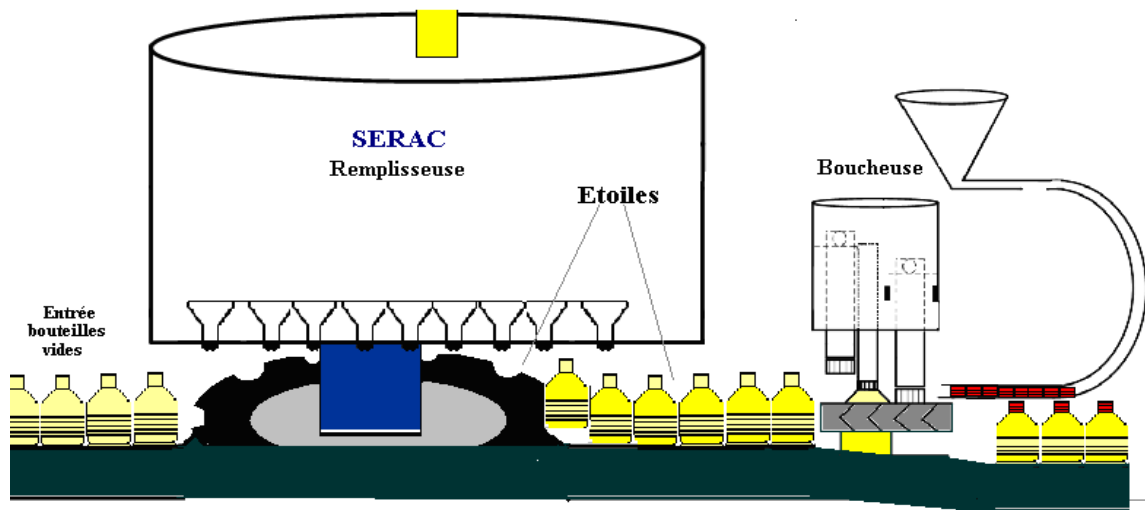 SERAC
Remplisseuse
Etoiles
Boucheuse
Entrée
bouteilles
vides